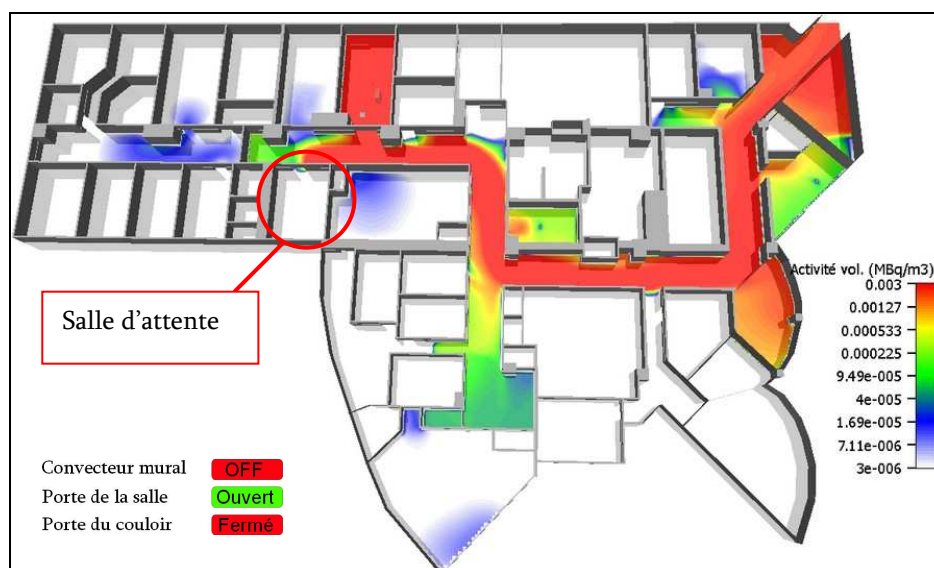 Salle d'attente
Activité vol. (MBq/m3)
0.003
0.00127
0.000533
0.000225
9.49e-005
4e-005
1.69e-005
7.11e-006
3e-006
Convecteur mural OFF
Porte de la salle Ouvert
Porte du couloir Fermé